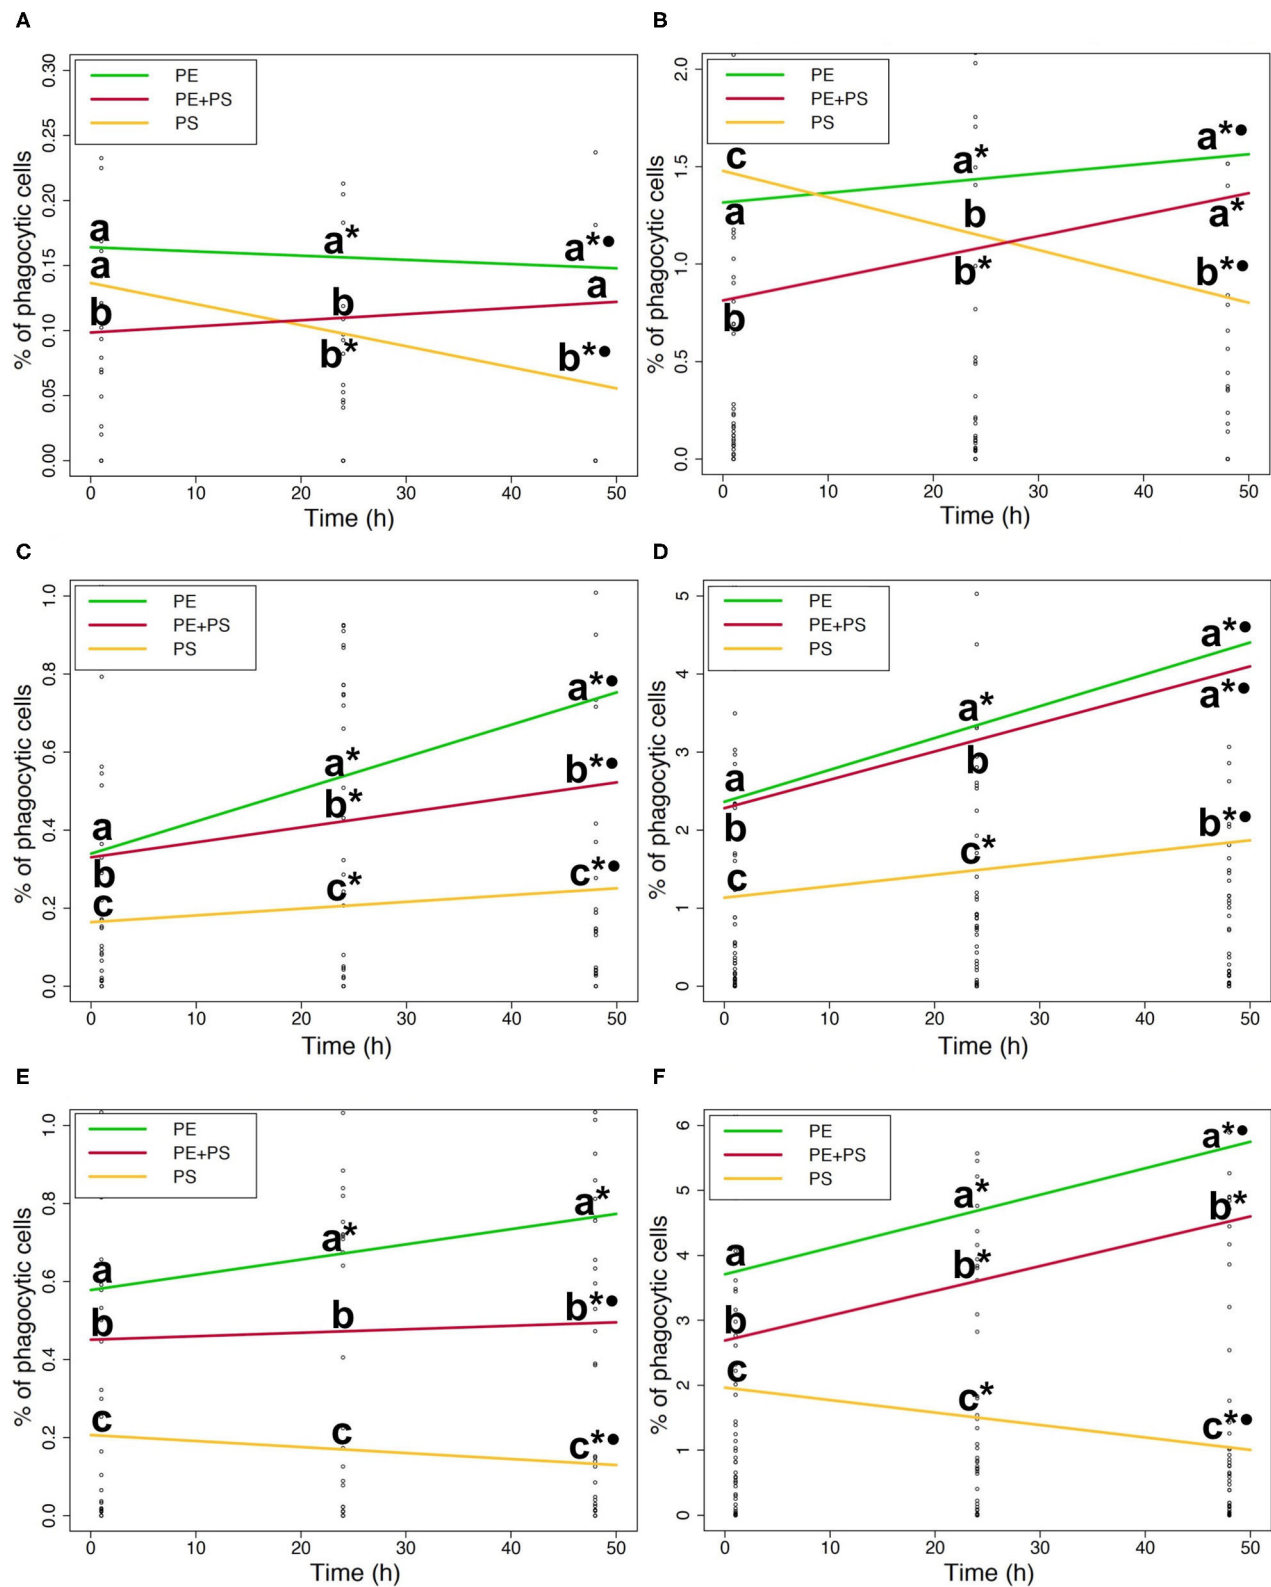 A
% of phagocytic cells
0.30
0.25
0.20
0.15
0.10
0.05
0.00
PE
PE+PS
PS
a
a
b
a*
b
b*
a*●
a
b*●
0 10 20 30 40 50
Time (h)
B
% of phagocytic cells
2.0
1.5
1.0
0.5
0.0
PE
PE+PS
PS
c
a
b
a*
b
b*
a*●
a*
b*●
0 10 20 30 40 50
Time (h)
C
% of phagocytic cells
1.0
0.8
0.6
0.4
0.2
0.0
PE
PE+PS
PS
a
b
c
a*
b*
c*
a*●
b*●
c*●
0 10 20 30 40 50
Time (h)
D
% of phagocytic cells
5
4
3
2
1
0
PE
PE+PS
PS
a
b
c
a*
b
c*
a*●
a*●
b*●
0 10 20 30 40 50
Time (h)
E
% of phagocytic cells
1.0
0.8
0.6
0.4
0.2
0.0
PE
PE+PS
PS
a
b
c
a*
b
c
a*
b*●
c*●
0 10 20 30 40 50
Time (h)
F
% of phagocytic cells
6
5
4
3
2
1
0
PE
PE+PS
PS
a
b
c
a*
b*
c*
a*●
b*
c*●
0 10 20 30 40 50
Time (h)